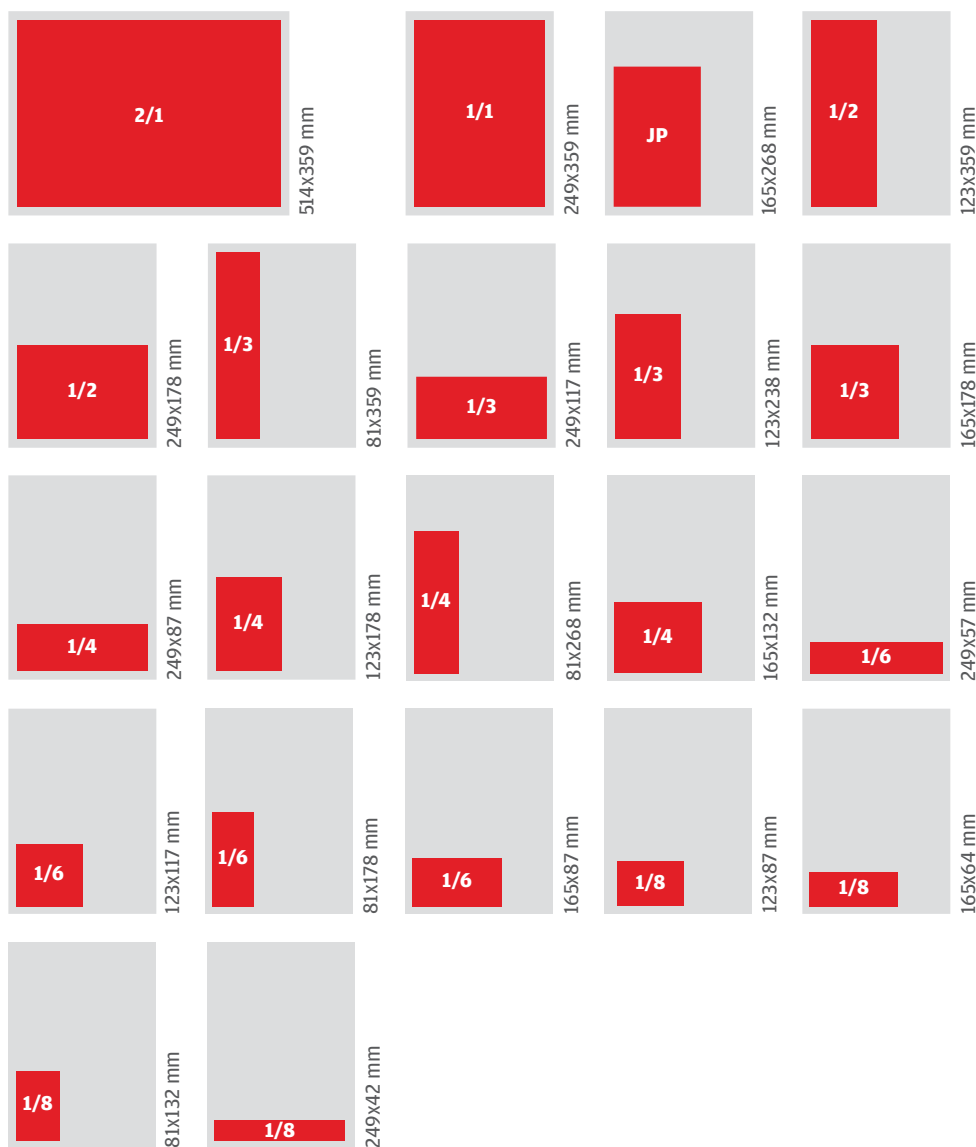 2/1
514x359 mm
1/1
249x359 mm
JP
165x268 mm
1/2
123x359 mm
1/2
249x178 mm
1/3
81x359 mm
1/3
249x117 mm
1/3
123x238 mm
1/3
165x178 mm
1/4
249x87 mm
1/4
123x178 mm
1/4
81x268 mm
1/4
165x132 mm
1/6
249x57 mm
1/6
123x117 mm
1/6
81x178 mm
1/6
165x87 mm
1/8
123x87 mm
1/8
165x64 mm
1/8
81x132 mm
1/8
249x42 mm